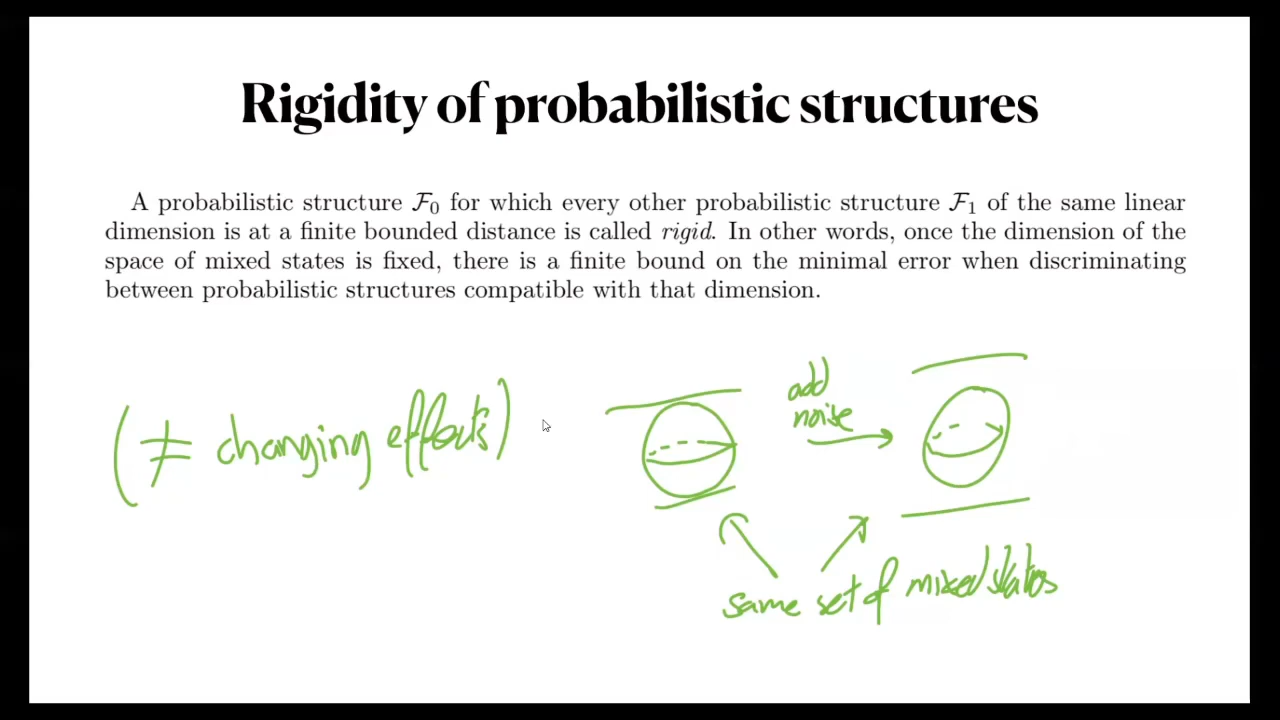 Rigidity of probabilistic structures
A probabilistic structure 𝓕₀ for which every other probabilistic structure 𝓕₁ of the same linear
dimension is at a finite bounded distance is called rigid. In other words, once the dimension of the
space of mixed states is fixed, there is a finite bound on the minimal error when discriminating
between probabilistic structures compatible with that dimension.
(≠ changing effects)
add
noise
same set of mixed states